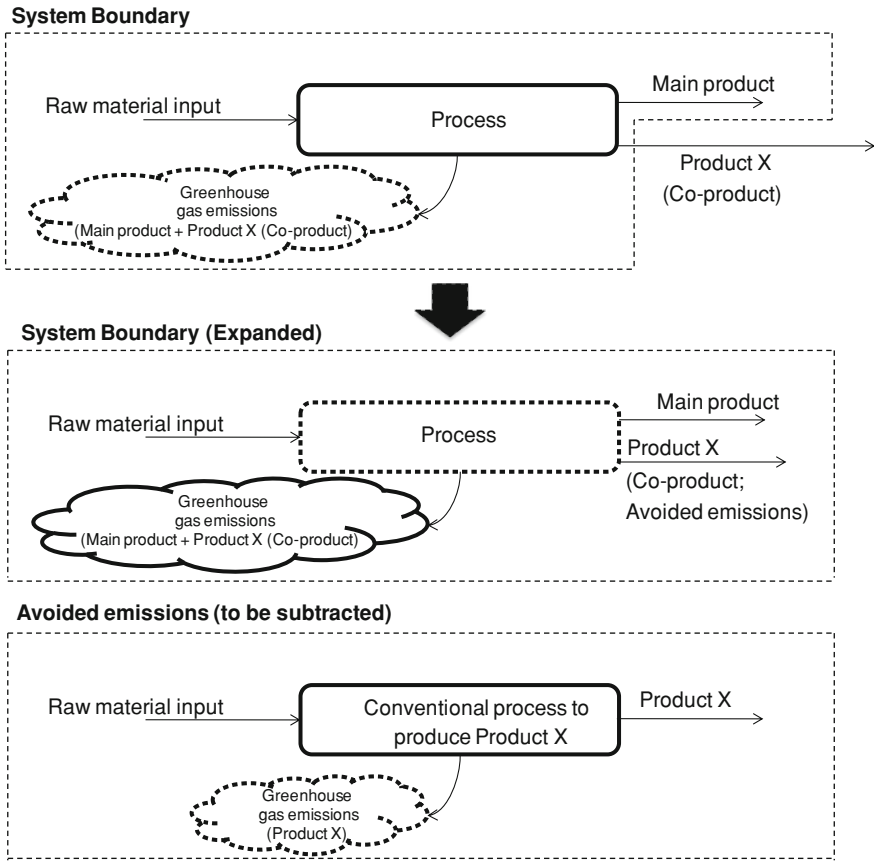 System Boundary
Raw material input
Process
Main product
Product X
(Co-product)
Greenhouse
gas emissions
(Main product + Product X (Co-product)
System Boundary (Expanded)
Raw material input
Process
Main product
Product X
(Co-product;
Avoided emissions)
Greenhouse
gas emissions
(Main product + Product X (Co-product)
Avoided emissions (to be subtracted)
Raw material input
Conventional process to
produce Product X
Product X
Greenhouse
gas emissions
(Product X)